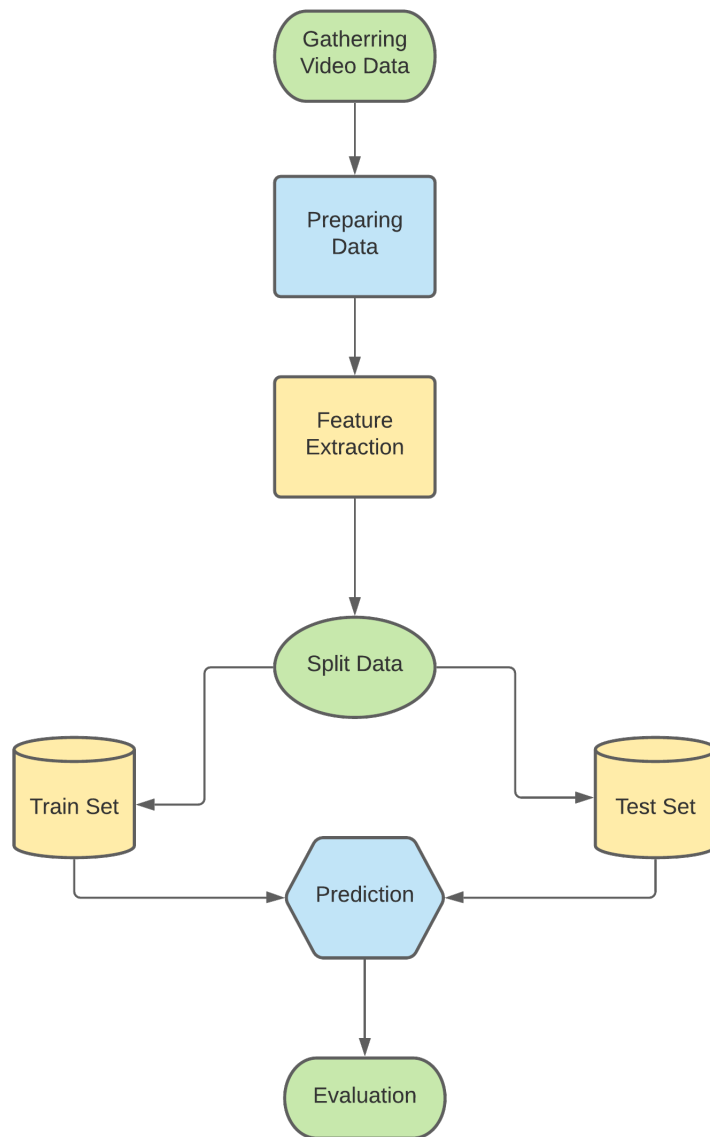 Gatherring
Video Data
Preparing
Data
Feature
Extraction
Split Data
Train Set
Test Set
Prediction
Evaluation